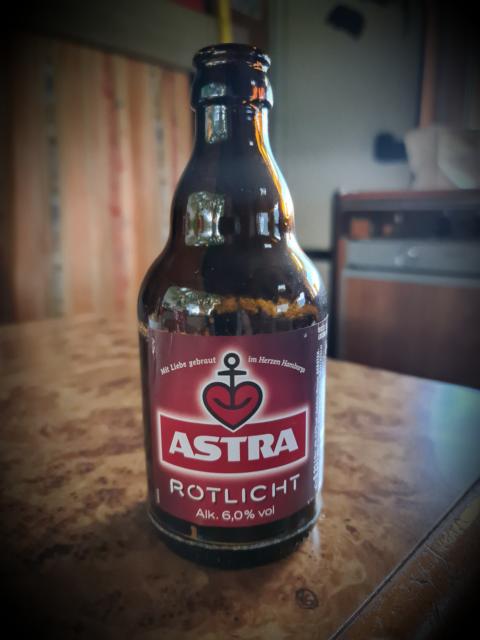 Mit Liebe gebraut im Herzen Hamburgs
ASTRA
ROTLICHT
Alk. 6,0% vol